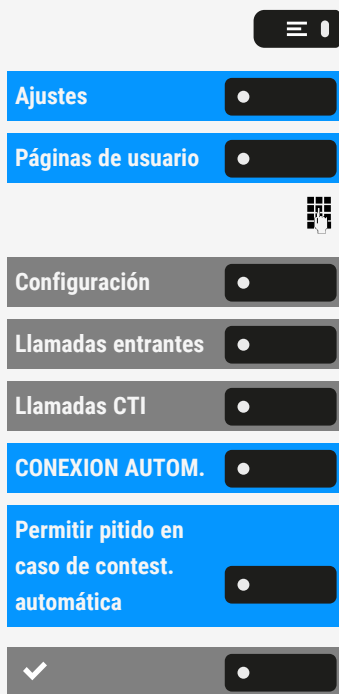 Ajustes
Páginas de usuario
Configuración
Llamadas entrantes
Llamadas CTI
CONEXION AUTOM.
Permitir pitido en
caso de contest.
automática